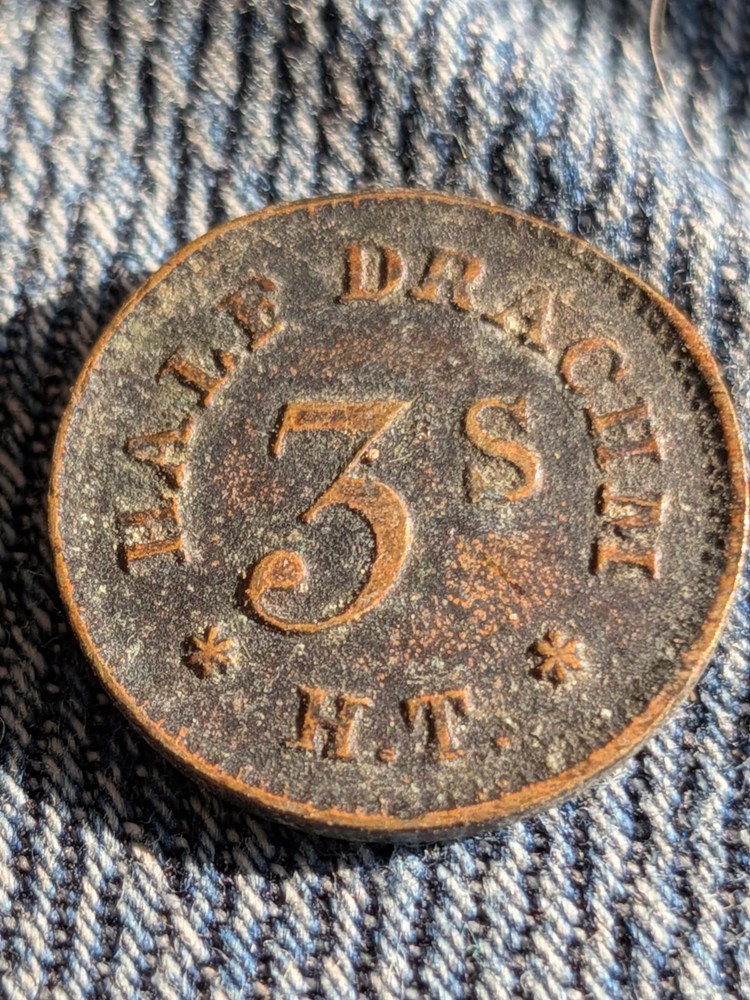 HALF DRACHM
3 S
* H.T. *